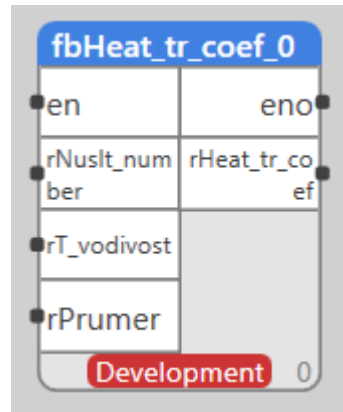 fbHeat_tr_coef_0
en eno
rNuslt_num rHeat_tr_co
ber ef
rT_vodivost
rPrumer
Development 0